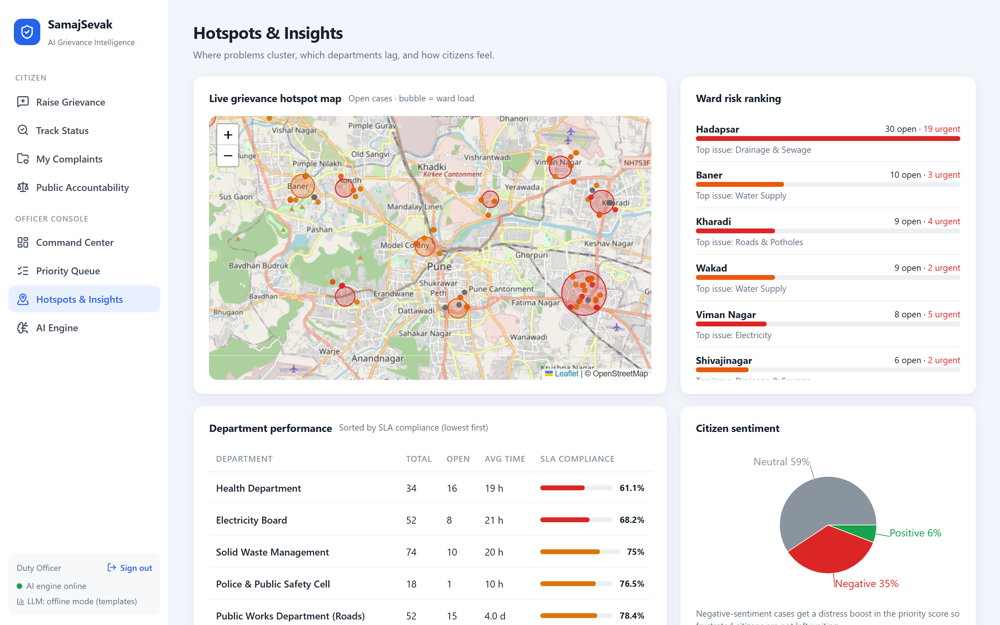 SamajSevak
AI Grievance Intelligence
CITIZEN
Raise Grievance
Track Status
My Complaints
Public Accountability
OFFICER CONSOLE
Command Center
Priority Queue
Hotspots & Insights
AI Engine
Duty Officer
Sign out
AI engine online
LLM: offline mode (templates)
Hotspots & Insights
Where problems cluster, which departments lag, and how citizens feel.
Live grievance hotspot map Open cases · bubble = ward load
+
−
Vishal Nagar
Pimple Gurav
Dhanori
Old Sangvi
Pimple Nilakh
Khadki
Kirkee Cantonment
Vishrantwadi
Viman Nagar
NH753F
Baner
Aundh
Yerawada
Sus Gaon
Mandalay Lines
Kharadi
Pashan
Model Colony
Keshav Nagar
Ghorpuri
Bavdhan Budruk
Pune
Shukrawar
Peth
Pune Cantonment
Erandwane
Bavdhan
Fatima Nagar
Bhugaon
Dattawadi
Sahakar Nagar
Wanawadi
Warje
Anandnagar
Krushna Nagar
Leaflet | © OpenStreetMap
Ward risk ranking
Hadapsar 30 open · 19 urgent
Top issue: Drainage & Sewage
Baner 10 open · 3 urgent
Top issue: Water Supply
Kharadi 9 open · 4 urgent
Top issue: Roads & Potholes
Wakad 9 open · 2 urgent
Top issue: Water Supply
Viman Nagar 8 open · 5 urgent
Top issue: Electricity
Shivajinagar 6 open · 2 urgent
Top issue: Drainage & Sewage
Department performance Sorted by SLA compliance (lowest first)
DEPARTMENT TOTAL OPEN AVG TIME SLA COMPLIANCE
Health Department 34 16 19 h 61.1%
Electricity Board 52 8 21 h 68.2%
Solid Waste Management 74 10 20 h 75%
Police & Public Safety Cell 18 1 10 h 76.5%
Public Works Department (Roads) 52 15 4.0 d 78.4%
Citizen sentiment
Neutral 59%
Positive 6%
Negative 35%
Negative-sentiment cases get a distress boost in the priority score so